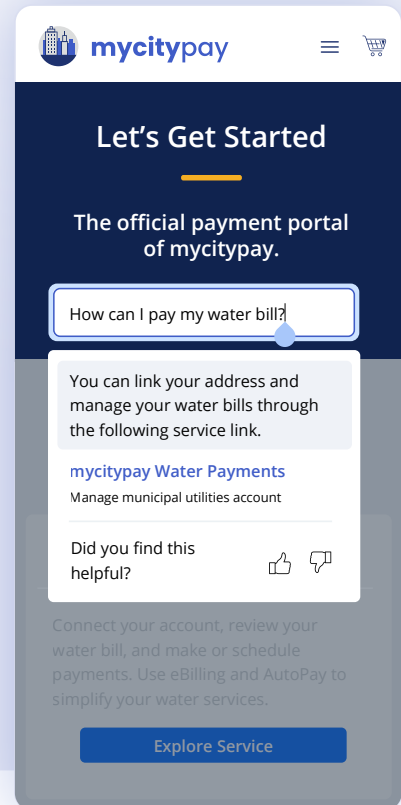 mycitypay
Let's Get Started
The official payment portal
of mycitypay.
How can I pay my water bill?
You can link your address and
manage your water bills through
the following service link.
mycitypay Water Payments
Manage municipal utilities account
Did you find this
helpful?
Connect your account, review your
water bill, and make or schedule
payments. Use eBilling and AutoPay to
simplify your water services.
Explore Service